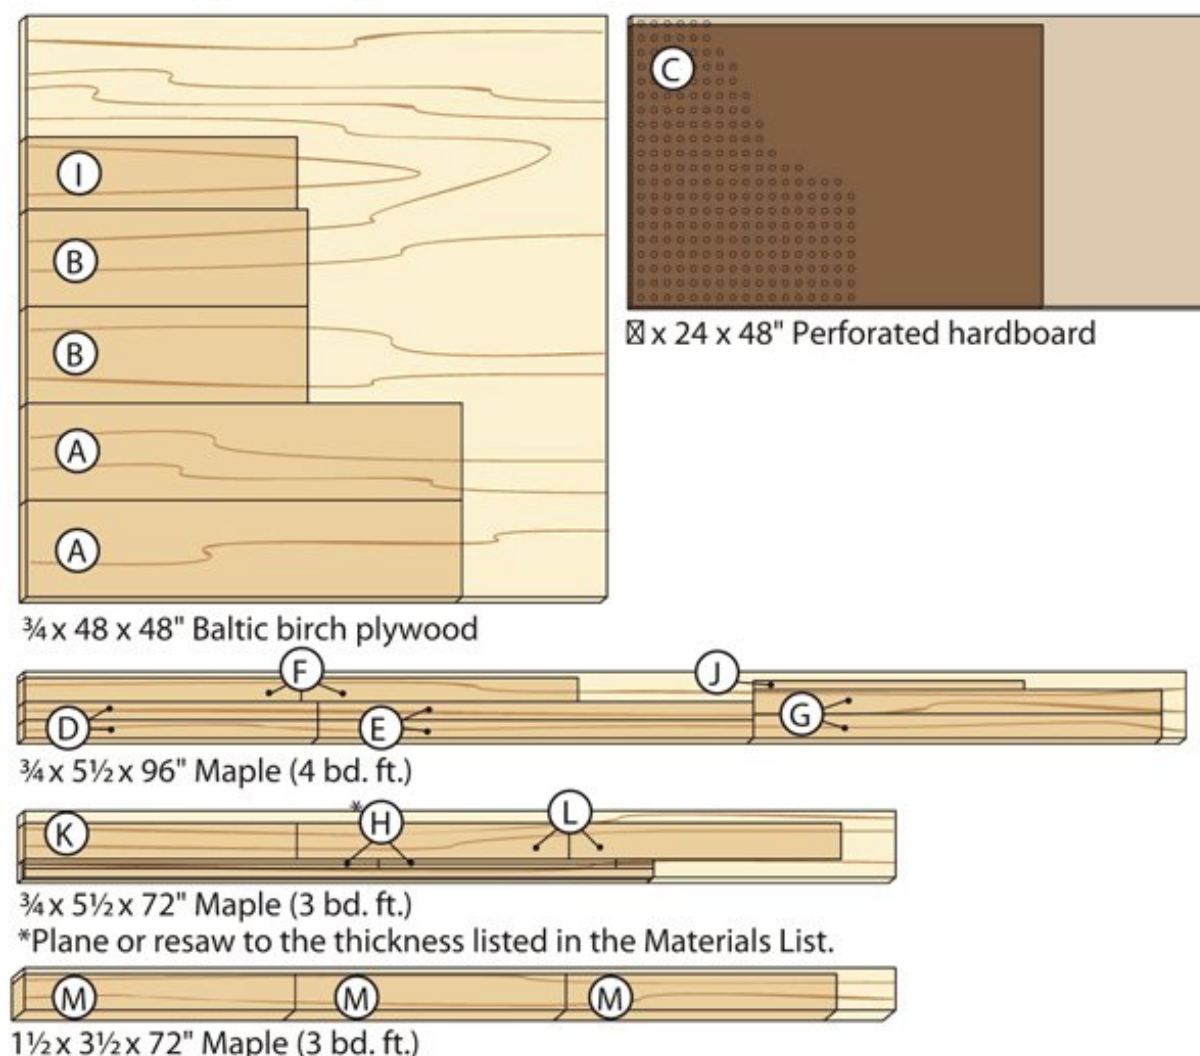 I
B
B
A
A
¾ x 48 x 48" Baltic birch plywood
C
x 24 x 48" Perforated hardboard
F
J
D
E
G
¾ x 5½ x 96" Maple (4 bd. ft.)
K
*H
L
¾ x 5½ x 72" Maple (3 bd. ft.)
*Plane or resaw to the thickness listed in the Materials List.
M
M
M
1½ x 3½ x 72" Maple (3 bd. ft.)